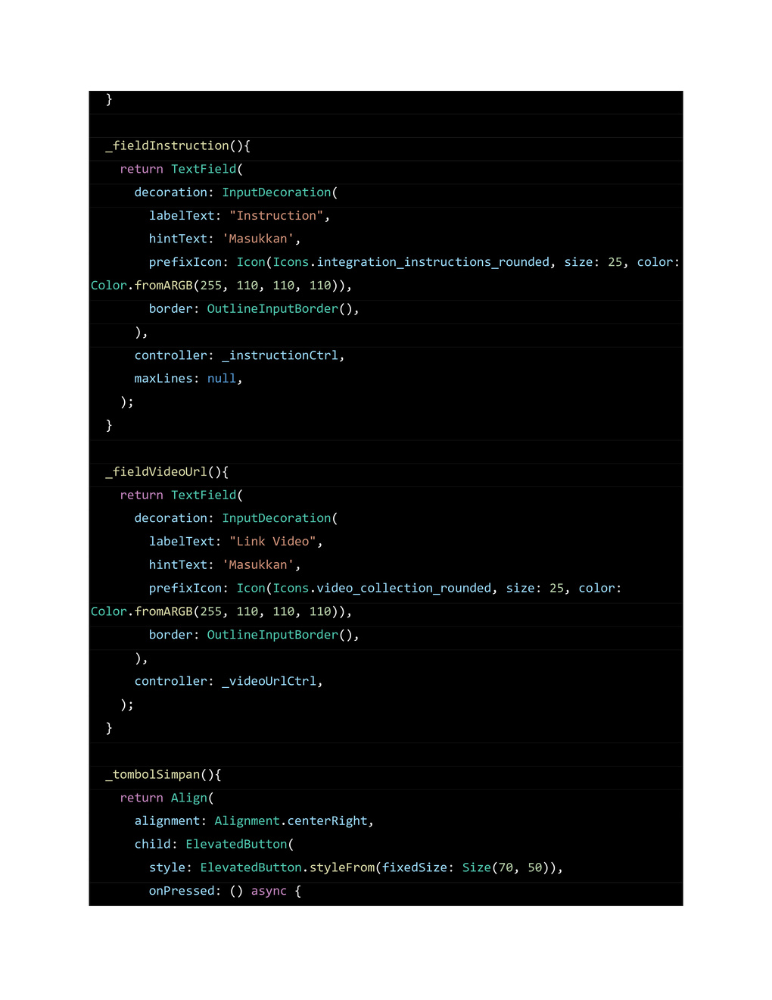 }

  _fieldInstruction(){
    return TextField(
      decoration: InputDecoration(
        labelText: "Instruction",
        hintText: 'Masukkan',
        prefixIcon: Icon(Icons.integration_instructions_rounded, size: 25, color:
Color.fromARGB(255, 110, 110, 110)),
        border: OutlineInputBorder(),
      ),
      controller: _instructionCtrl,
      maxLines: null,
    );
  }

  _fieldVideoUrl(){
    return TextField(
      decoration: InputDecoration(
        labelText: "Link Video",
        hintText: 'Masukkan',
        prefixIcon: Icon(Icons.video_collection_rounded, size: 25, color:
Color.fromARGB(255, 110, 110, 110)),
        border: OutlineInputBorder(),
      ),
      controller: _videoUrlCtrl,
    );
  }

  _tombolSimpan(){
    return Align(
      alignment: Alignment.centerRight,
      child: ElevatedButton(
        style: ElevatedButton.styleFrom(fixedSize: Size(70, 50)),
        onPressed: () async {